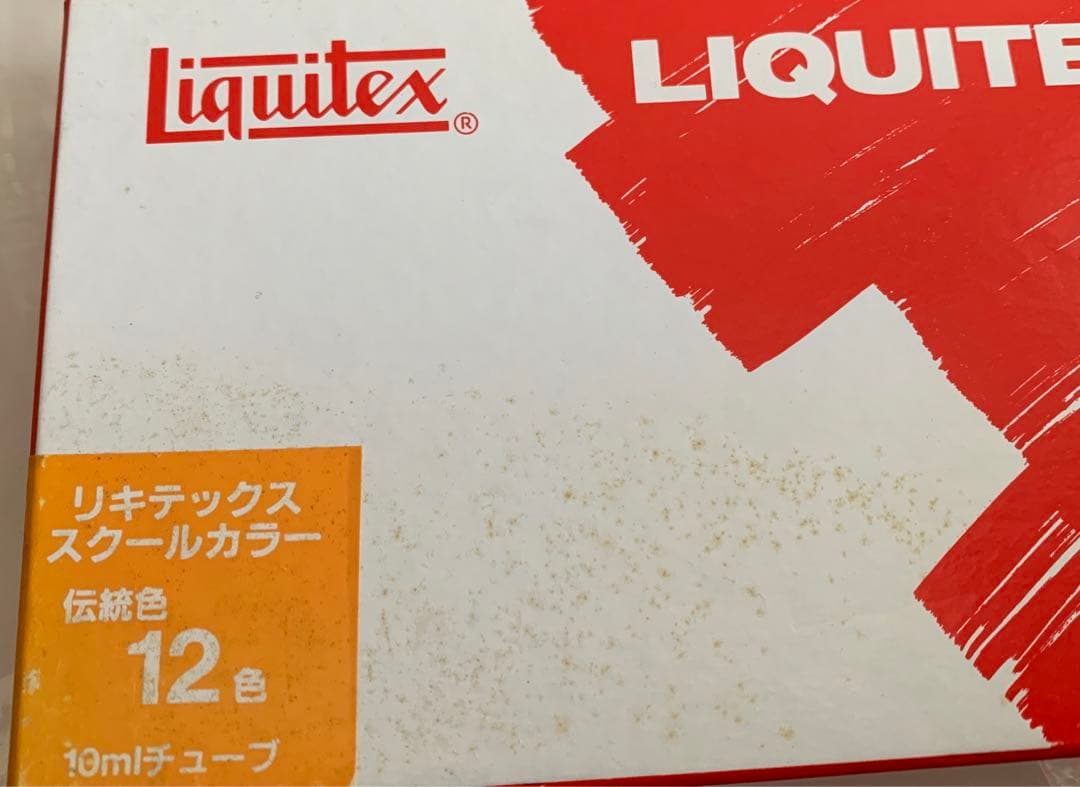 Liquitex®
LIQUITE
リキテックス
スクールカラー
伝統色
12色
10mlチューブ